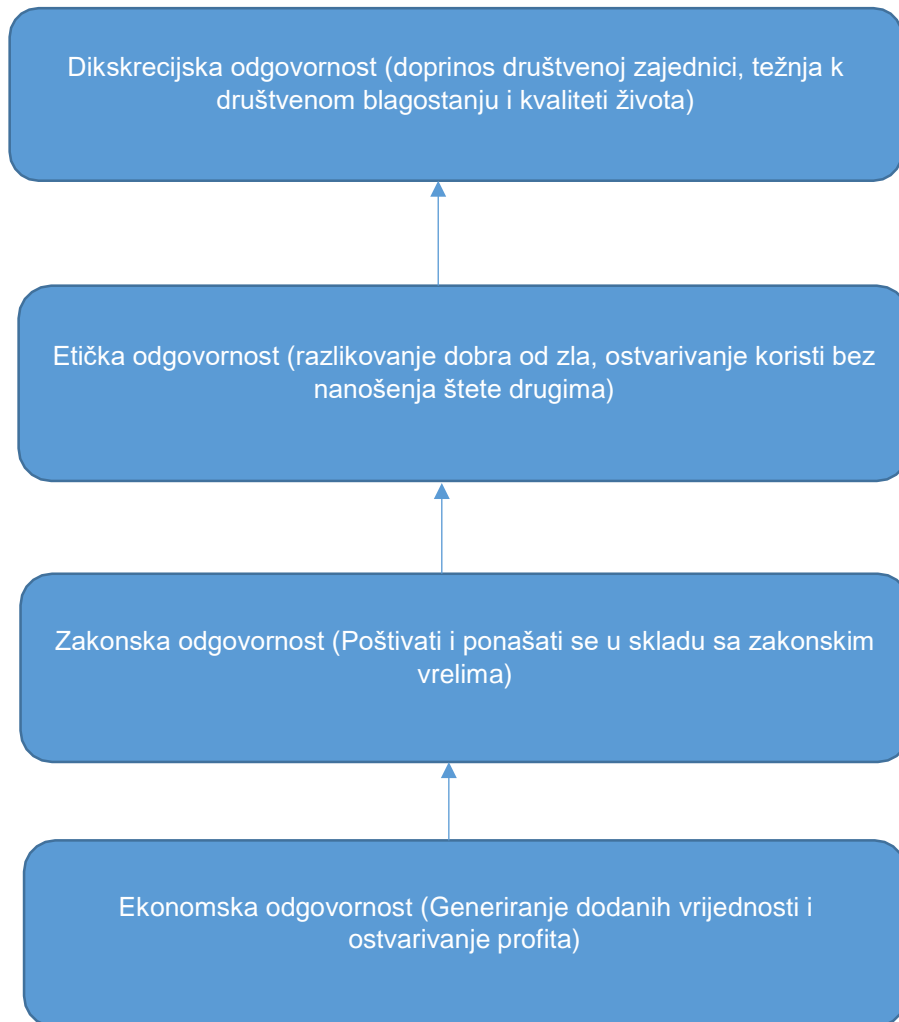 Dikskrecijska odgovornost (doprinos društvenoj zajednici, težnja k
društvenom blagostanju i kvaliteti života)
Etička odgovornost (razlikovanje dobra od zla, ostvarivanje koristi bez
nanošenja štete drugima)
Zakonska odgovornost (Poštivati i ponašati se u skladu sa zakonskim
vrelima)
Ekonomska odgovornost (Generiranje dodanih vrijednosti i
ostvarivanje profita)